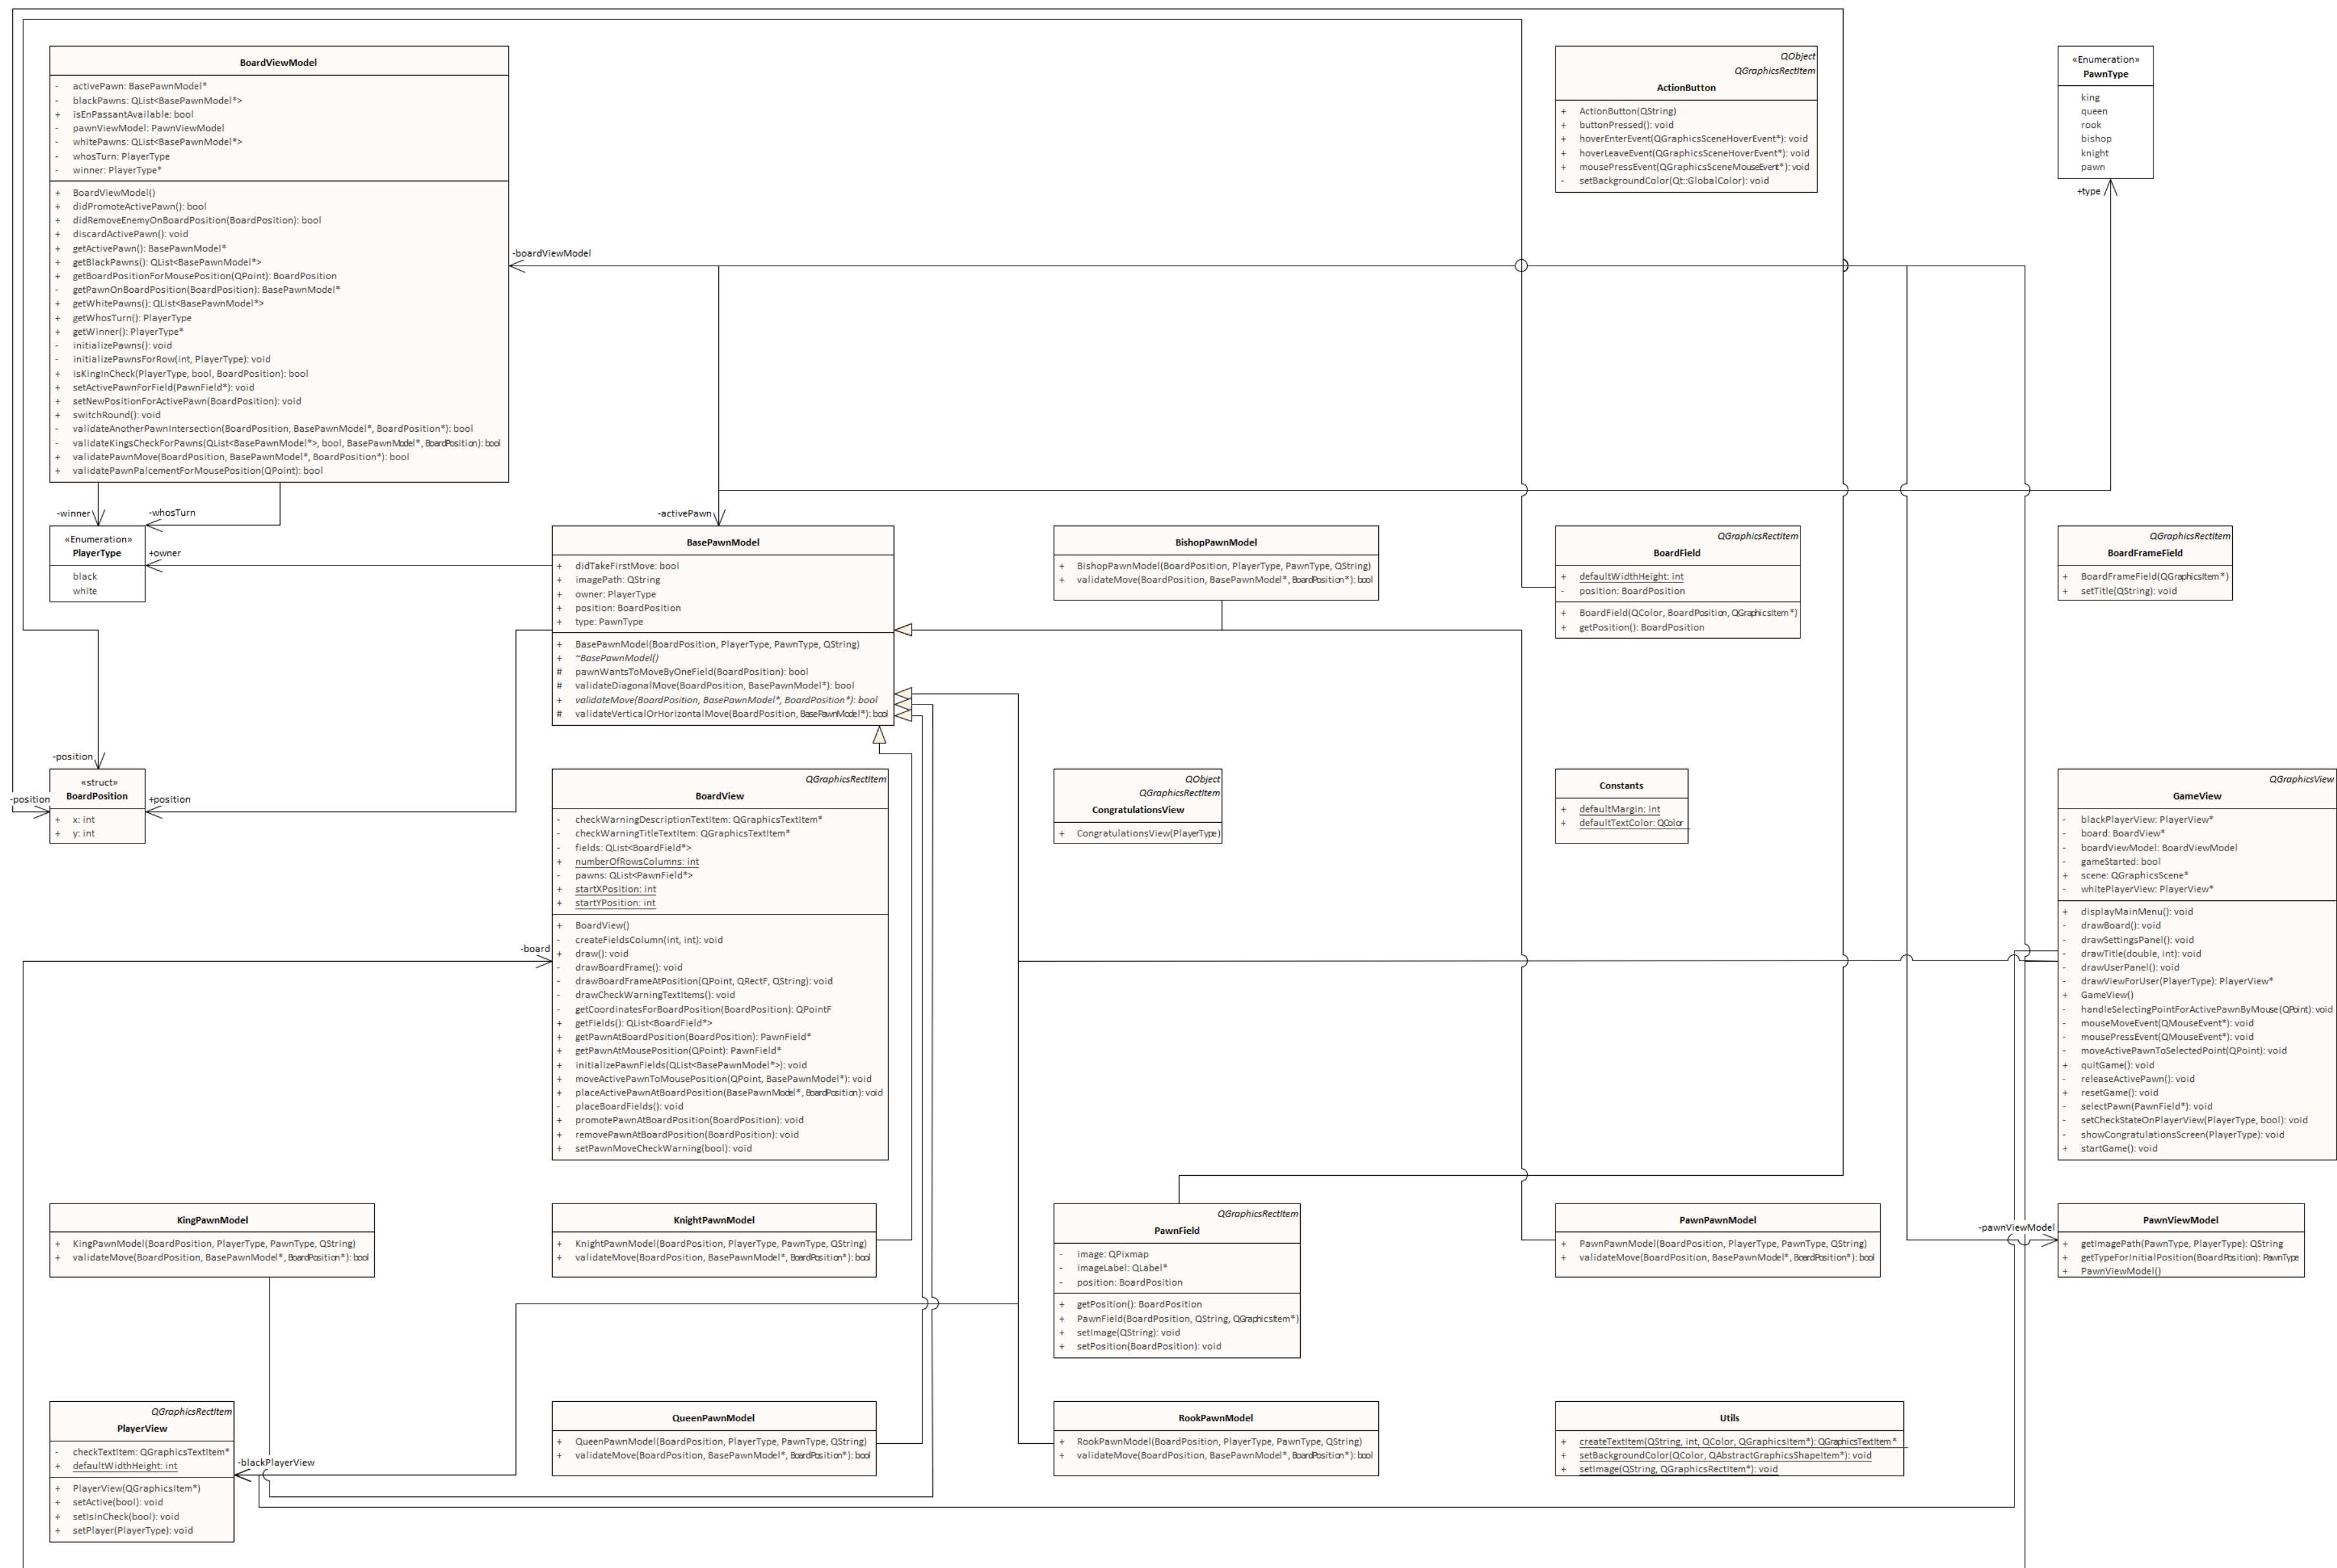 BoardViewModel
- activePawn: BasePawnModel*
- blackPawns: QList<BasePawnModel*>
+ isEnPassantAvailable: bool
- pawnViewModel: PawnViewModel
- whitePawns: QList<BasePawnModel*>
- whosTurn: PlayerType
- winner: PlayerType*
+ BoardViewModel()
+ didPromoteActivePawn(): bool
+ didRemoveEnemyOnBoardPosition(BoardPosition): bool
+ discardActivePawn(): void
+ getActivePawn(): BasePawnModel*
+ getBlackPawns(): QList<BasePawnModel*>
+ getBoardPositionForMousePosition(QPoint): BoardPosition
- getPawnOnBoardPosition(BoardPosition): BasePawnModel*
+ getWhitePawns(): QList<BasePawnModel*>
+ getWhosTurn(): PlayerType
+ getWinner(): PlayerType*
- initializePawns(): void
- initializePawnsForRow(int, PlayerType): void
+ isKingInCheck(PlayerType, bool, BoardPosition): bool
+ setActivePawnForField(PawnField*): void
+ setNewPositionForActivePawn(BoardPosition): void
+ switchRound(): void
- validateAnotherPawnIntersection(BoardPosition, BasePawnModel*, BoardPosition*): bool
- validateKingsCheckForPawns(QList<BasePawnModel*>, bool, BasePawnModel*, BoardPosition): bool
+ validatePawnMove(BoardPosition, BasePawnModel*, BoardPosition*): bool
+ validatePawnPalcementForMousePosition(QPoint): bool
QObject
QGraphicsRectItem
ActionButton
+ ActionButton(QString)
+ buttonPressed(): void
+ hoverEnterEvent(QGraphicsSceneHoverEvent*): void
+ hoverLeaveEvent(QGraphicsSceneHoverEvent*): void
+ mousePressEvent(QGraphicsSceneMouseEvent*): void
- setBackgroundColor(Qt::GlobalColor): void
«Enumeration»
PawnType
king
queen
rook
bishop
knight
pawn
+type
-boardViewModel
-winner
-whosTurn
-activePawn
«Enumeration»
PlayerType
black
white
+owner
BasePawnModel
+ didTakeFirstMove: bool
+ imagePath: QString
+ owner: PlayerType
+ position: BoardPosition
+ type: PawnType
+ BasePawnModel(BoardPosition, PlayerType, PawnType, QString)
+ ~BasePawnModel()
# pawnWantsToMoveByOneField(BoardPosition): bool
# validateDiagonalMove(BoardPosition, BasePawnModel*): bool
+ validateMove(BoardPosition, BasePawnModel*, BoardPosition*): bool
# validateVerticalOrHorizontalMove(BoardPosition, BasePawnModel*): bool
BishopPawnModel
+ BishopPawnModel(BoardPosition, PlayerType, PawnType, QString)
+ validateMove(BoardPosition, BasePawnModel*, BoardPosition*): bool
QGraphicsRectItem
BoardField
+ defaultWidthHeight: int
- position: BoardPosition
+ BoardField(QColor, BoardPosition, QGraphicsItem*)
+ getPosition(): BoardPosition
QGraphicsRectItem
BoardFrameField
+ BoardFrameField(QGraphicsItem*)
+ setTitle(QString): void
-position
-position
+position
«struct»
BoardPosition
+ x: int
+ y: int
QGraphicsRectItem
BoardView
- checkWarningDescriptionTextItem: QGraphicsTextItem*
- checkWarningTitleTextItem: QGraphicsTextItem*
- fields: QList<BoardField*>
+ numberOfRowsColumns: int
- pawns: QList<PawnField*>
+ startXPosition: int
+ startYPosition: int
+ BoardView()
- createFieldsColumn(int, int): void
+ draw(): void
- drawBoardFrame(): void
- drawBoardFrameAtPosition(QPoint, QRectF, QString): void
- drawCheckWarningTextItems(): void
- getCoordinatesForBoardPosition(BoardPosition): QPointF
+ getFields(): QList<BoardField*>
+ getPawnAtBoardPosition(BoardPosition): PawnField*
+ getPawnAtMousePosition(QPoint): PawnField*
+ initializePawnFields(QList<BasePawnModel*>): void
+ moveActivePawnToMousePosition(QPoint, BasePawnModel*): void
+ placeActivePawnAtBoardPosition(BasePawnModel*, BoardPosition): void
- placeBoardFields(): void
+ promotePawnAtBoardPosition(BoardPosition): void
+ removePawnAtBoardPosition(BoardPosition): void
+ setPawnMoveCheckWarning(bool): void
-board
QObject
QGraphicsRectItem
CongratulationsView
+ CongratulationsView(PlayerType)
Constants
+ defaultMargin: int
+ defaultTextColor: QColor
QGraphicsView
GameView
- blackPlayerView: PlayerView*
- board: BoardView*
- boardViewModel: BoardViewModel
- gameStarted: bool
+ scene: QGraphicsScene*
- whitePlayerView: PlayerView*
+ displayMainMenu(): void
- drawBoard(): void
- drawSettingsPanel(): void
- drawTitle(double, int): void
- drawUserPanel(): void
- drawViewForUser(PlayerType): PlayerView*
+ GameView()
- handleSelectingPointForActivePawnByMouse(QPoint): void
- mouseMoveEvent(QMouseEvent*): void
- mousePressEvent(QMouseEvent*): void
- moveActivePawnToSelectedPoint(QPoint): void
+ quitGame(): void
- releaseActivePawn(): void
+ resetGame(): void
- selectPawn(PawnField*): void
- setCheckStateOnPlayerView(PlayerType, bool): void
- showCongratulationsScreen(PlayerType): void
+ startGame(): void
KingPawnModel
+ KingPawnModel(BoardPosition, PlayerType, PawnType, QString)
+ validateMove(BoardPosition, BasePawnModel*, BoardPosition*): bool
KnightPawnModel
+ KnightPawnModel(BoardPosition, PlayerType, PawnType, QString)
+ validateMove(BoardPosition, BasePawnModel*, BoardPosition*): bool
QGraphicsRectItem
PawnField
- image: QPixmap
- imageLabel: QLabel*
- position: BoardPosition
+ getPosition(): BoardPosition
+ PawnField(BoardPosition, QString, QGraphicsItem*)
+ setImage(QString): void
+ setPosition(BoardPosition): void
PawnPawnModel
+ PawnPawnModel(BoardPosition, PlayerType, PawnType, QString)
+ validateMove(BoardPosition, BasePawnModel*, BoardPosition*): bool
-pawnViewModel
PawnViewModel
+ getImagePath(PawnType, PlayerType): QString
+ getTypeForInitialPosition(BoardPosition): PawnType
+ PawnViewModel()
QGraphicsRectItem
PlayerView
- checkTextItem: QGraphicsTextItem*
+ defaultWidthHeight: int
+ PlayerView(QGraphicsItem*)
+ setActive(bool): void
+ setIsInCheck(bool): void
+ setPlayer(PlayerType): void
-blackPlayerView
QueenPawnModel
+ QueenPawnModel(BoardPosition, PlayerType, PawnType, QString)
+ validateMove(BoardPosition, BasePawnModel*, BoardPosition*): bool
RookPawnModel
+ RookPawnModel(BoardPosition, PlayerType, PawnType, QString)
+ validateMove(BoardPosition, BasePawnModel*, BoardPosition*): bool
Utils
+ createTextItem(QString, int, QColor, QGraphicsItem*): QGraphicsTextItem*
+ setBackgroundColor(QColor, QAbstractGraphicsShapeItem*): void
+ setImage(QString, QGraphicsRectItem*): void